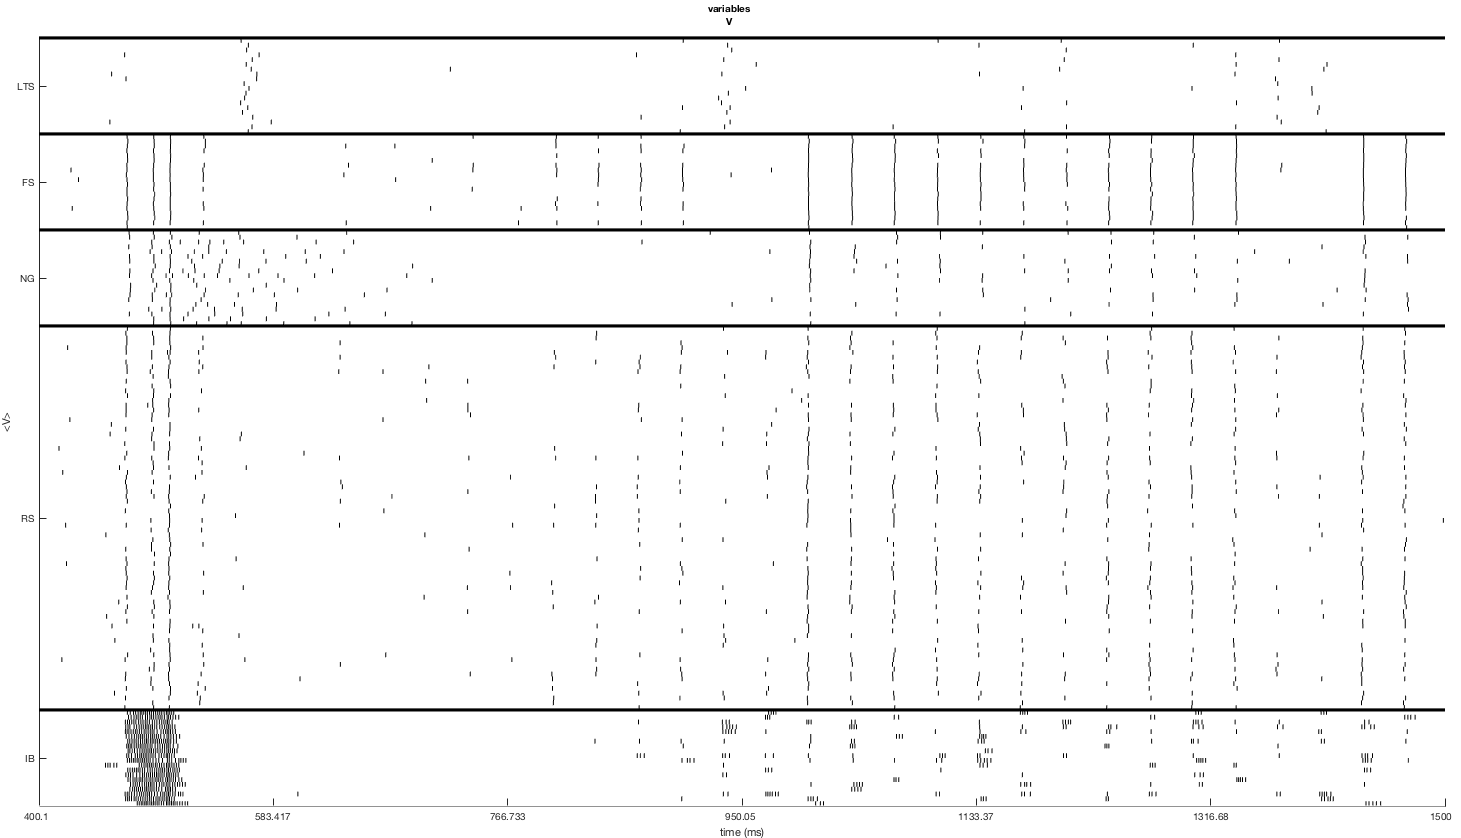 variables
V
LTS
FS
NG
RS
IB
<V>
400.1 583.417 766.733 950.05 1133.37 1316.68 1500
time (ms)